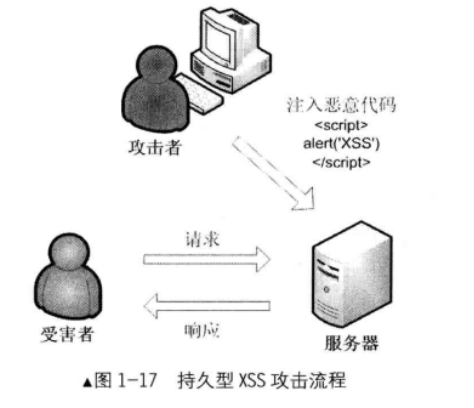 注入恶意代码
<script>
alert('XSS')
</script>
攻击者
请求
响应
受害者
服务器
▲图 1-17 持久型 XSS 攻击流程